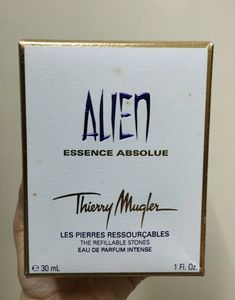 ALIEN
ESSENCE ABSOLUE
Thierry Mugler
LES PIERRES RESSOURÇABLES
THE REFILLABLE STONES
EAU DE PARFUM INTENSE
℮ 30 mL 1 Fl. Oz.